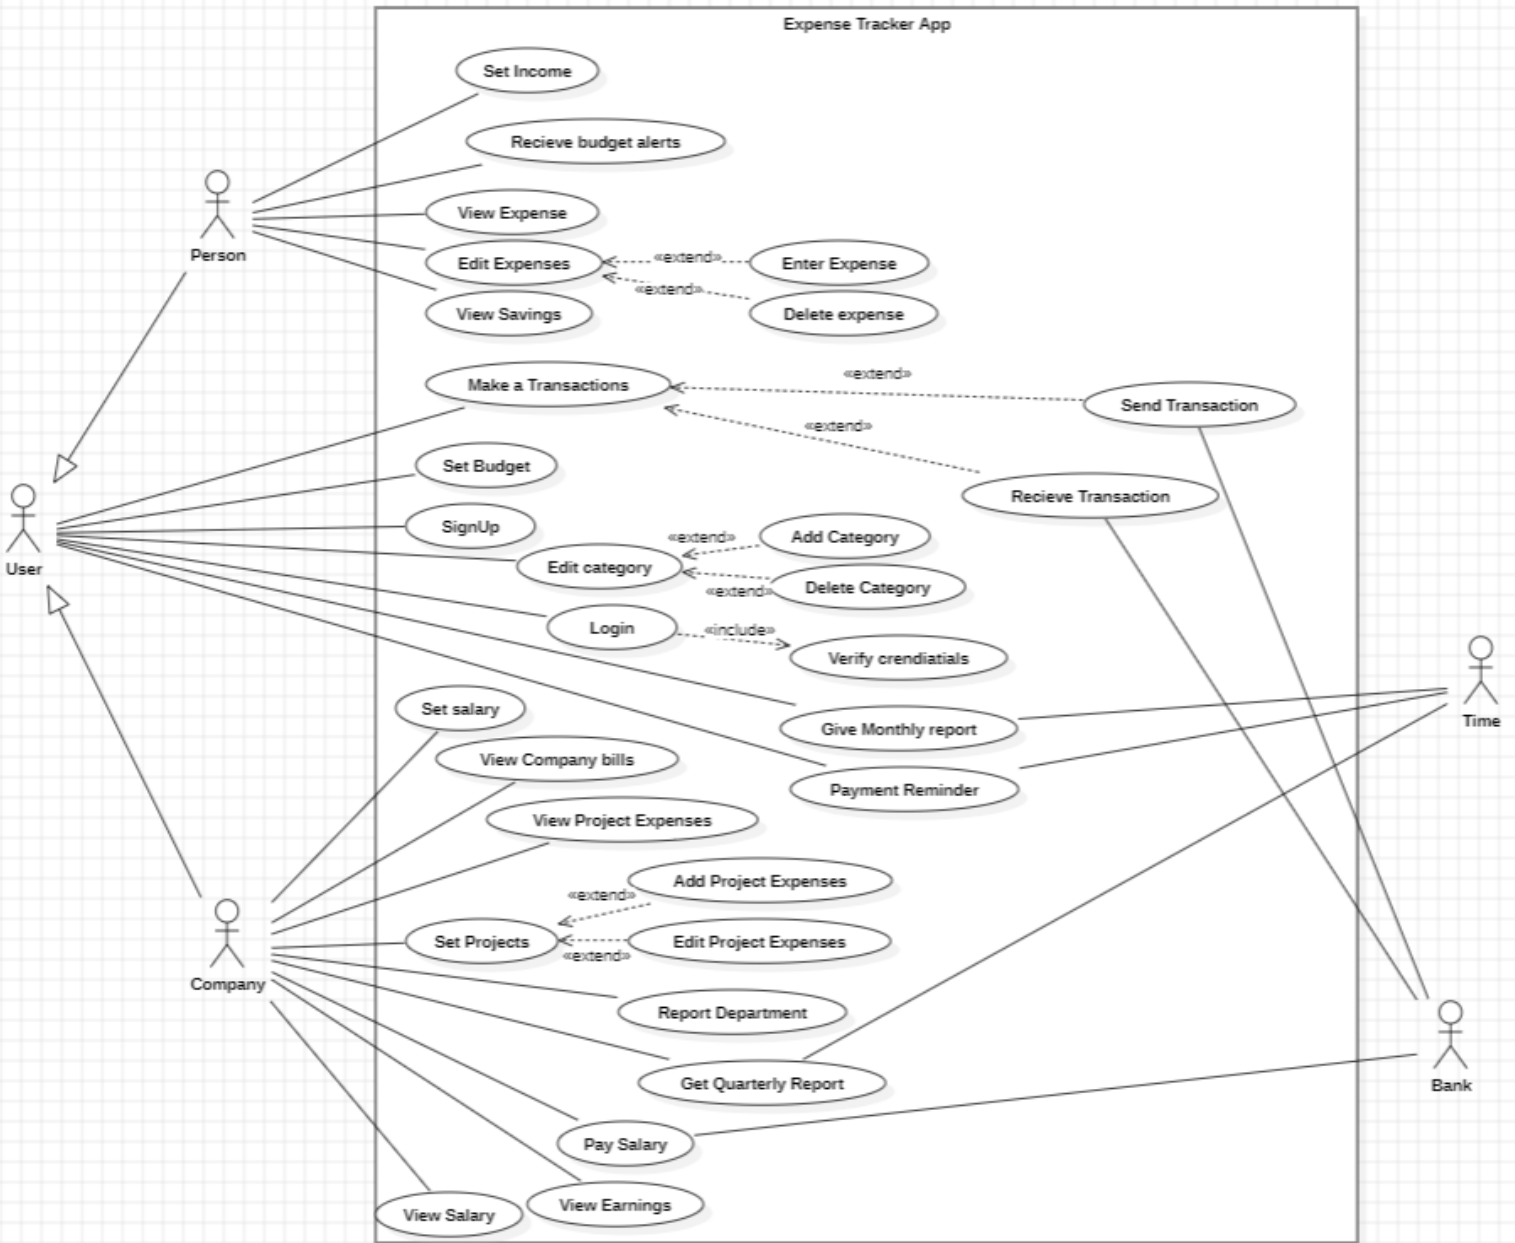 Expense Tracker App
Set Income
Recieve budget alerts
View Expense
Person
Edit Expenses
«extend»
Enter Expense
«extend»
View Savings
Delete expense
Make a Transactions
«extend»
Send Transaction
«extend»
Set Budget
Recieve Transaction
SignUp
«extend»
Add Category
User
Edit category
«extend»
Delete Category
Login
«include»
Verify crendiatials
Set salary
Give Monthly report
Time
View Company bills
Payment Reminder
View Project Expenses
«extend»
Add Project Expenses
Set Projects
Edit Project Expenses
«extend»
Company
Report Department
Get Quarterly Report
Bank
Pay Salary
View Earnings
View Salary